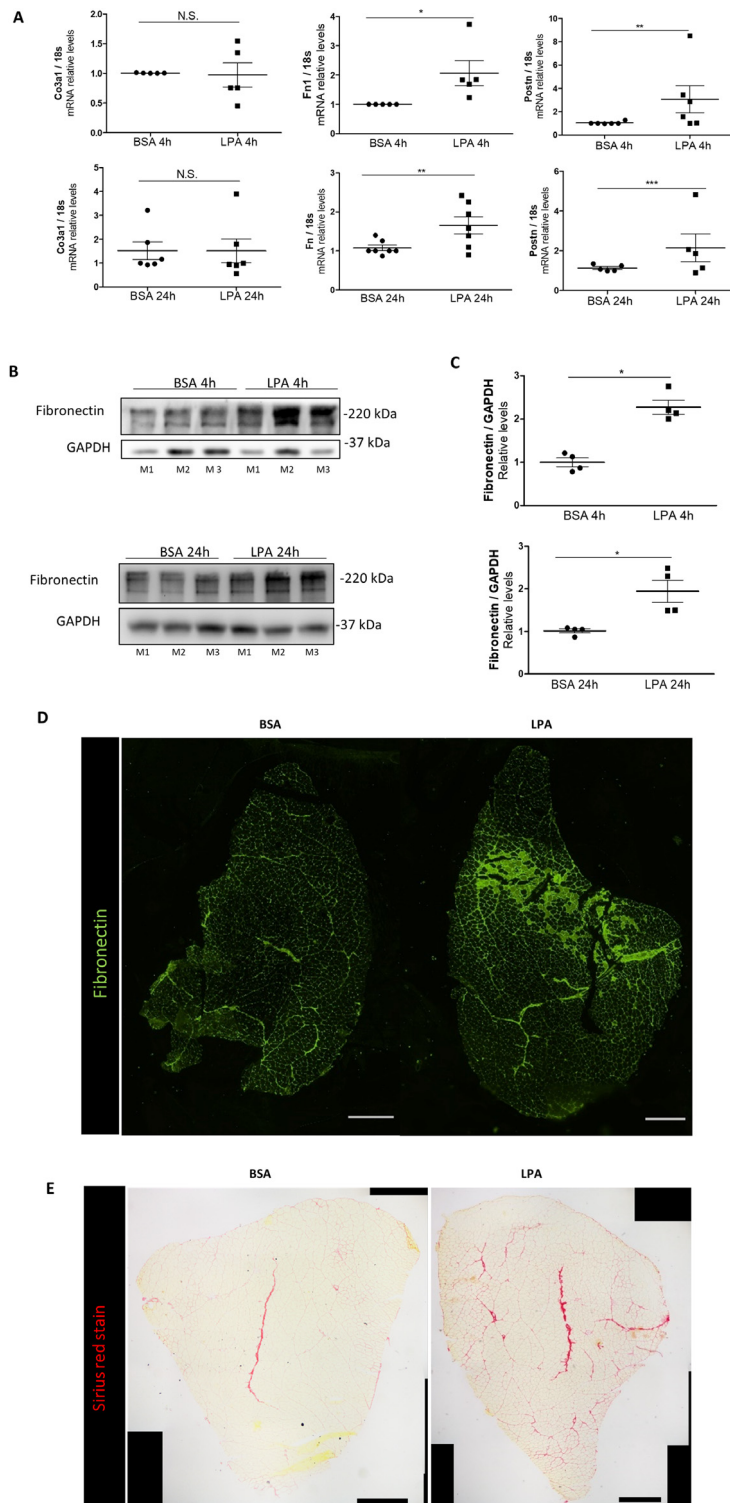 A
N.S.
Co3a1 / 18s
mRNA relative levels
2.0
1.5
1.0
0.5
0.0
BSA 4h
LPA 4h
*
Fn1 / 18s
mRNA relative levels
5
4
3
2
1
0
BSA 4h
LPA 4h
**
Postn / 18s
mRNA relative levels
10
8
6
4
2
0
BSA 4h
LPA 4h
N.S.
Co3a1 / 18s
mRNA relative levels
5
4
3
2
1
0
BSA 24h
LPA 24h
**
Fn / 18s
mRNA relative levels
3
2
1
0
BSA 24h
LPA 24h
***
Postn / 18s
mRNA relative levels
6
4
2
0
BSA 24h
LPA 24h
B
BSA 4h
LPA 4h
Fibronectin
-220 kDa
GAPDH
-37 kDa
M1 M2 M 3 M1 M2 M3
BSA 24h
LPA 24h
Fibronectin
-220 kDa
GAPDH
-37 kDa
M1 M2 M3 M1 M2 M3
C
*
Fibronectin / GAPDH
Relative levels
3
2
1
0
BSA 4h
LPA 4h
*
Fibronectin / GAPDH
Relative levels
3
2
1
0
BSA 24h
LPA 24h
D
BSA
LPA
Fibronectin
E
BSA
LPA
Sirius red stain